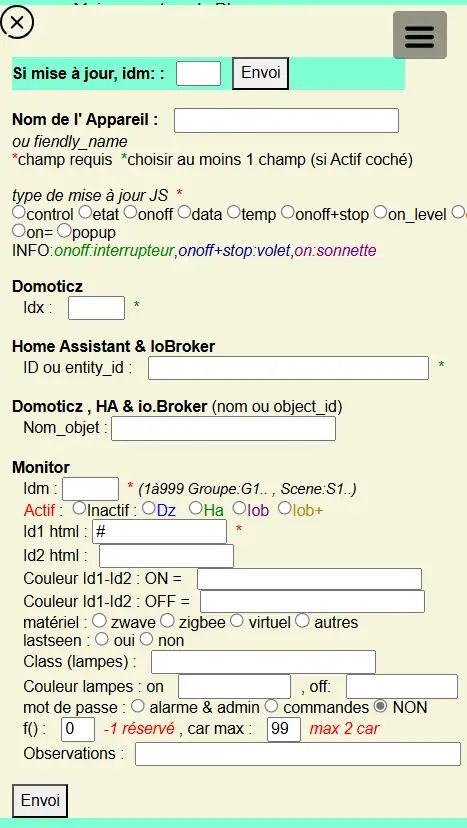 Si mise à jour, idm: :
Envoi
Nom de l' Appareil :
ou fiendly_name
*champ requis *choisir au moins 1 champ (si Actif coché)
type de mise à jour JS *
control etat onoff data temp onoff+stop on_level
on= popup
INFO:onoff:interrupteur,onoff+stop:volet,on:sonnette
Domoticz
Idx : *
Home Assistant & IoBroker
ID ou entity_id : *
Domoticz , HA & io.Broker (nom ou object_id)
Nom_objet :
Monitor
Idm : * (1à999 Groupe:G1.. , Scene:S1..)
Actif : Inactif : Dz Ha Iob Iob+
Id1 html : # *
Id2 html :
Couleur Id1-Id2 : ON =
Couleur Id1-Id2 : OFF =
matériel : zwave zigbee virtuel autres
lastseen : oui non
Class (lampes) :
Couleur lampes : on , off:
mot de passe : alarme & admin commandes NON
f() : 0 -1 réservé , car max : 99 max 2 car
Observations :
Envoi